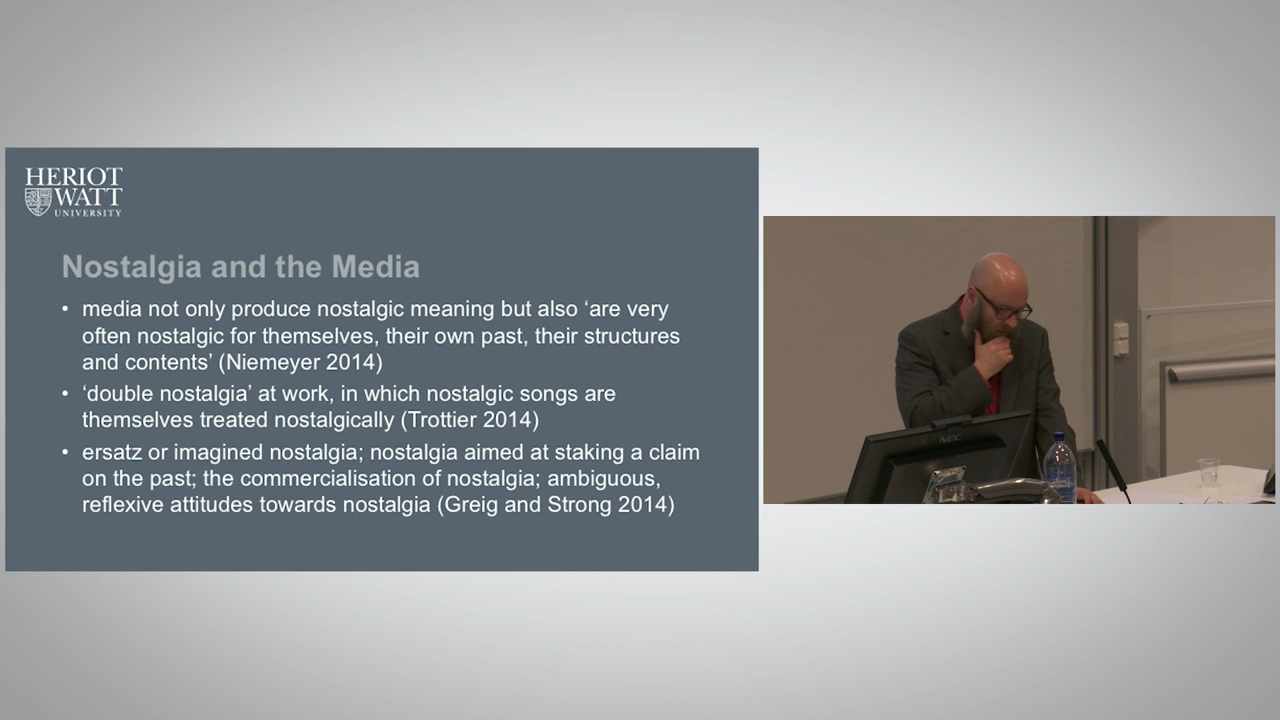 HERIOT
WATT
UNIVERSITY
Nostalgia and the Media
• media not only produce nostalgic meaning but also ‘are very
often nostalgic for themselves, their own past, their structures
and contents’ (Niemeyer 2014)
• ‘double nostalgia’ at work, in which nostalgic songs are
themselves treated nostalgically (Trottier 2014)
• ersatz or imagined nostalgia; nostalgia aimed at staking a claim
on the past; the commercialisation of nostalgia; ambiguous,
reflexive attitudes towards nostalgia (Greig and Strong 2014)
NEC